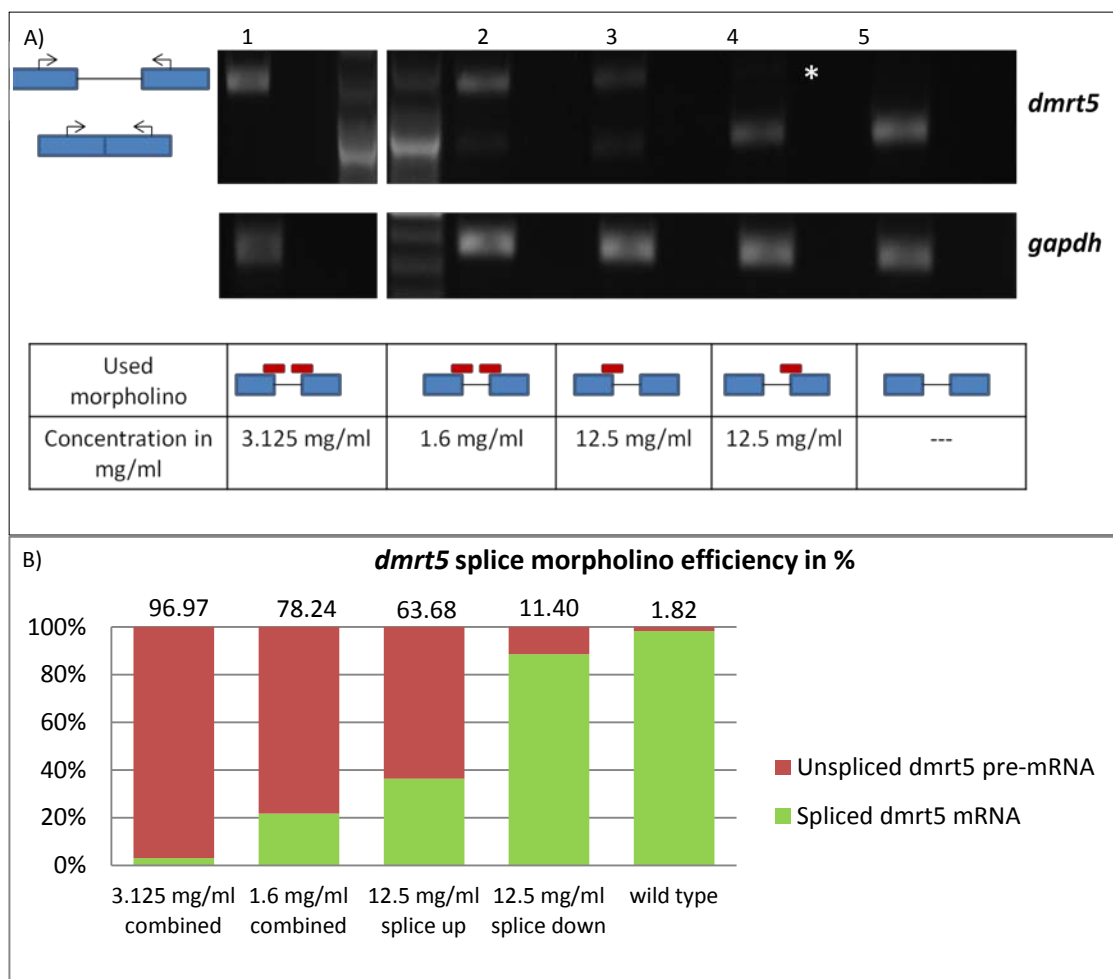 A)
1
2
3
4
5
*
dmrt5
gapdh
Used
morpholino
Concentration in
mg/ml
3.125 mg/ml
1.6 mg/ml
12.5 mg/ml
12.5 mg/ml
---
B)
dmrt5 splice morpholino efficiency in %
96.97
78.24
63.68
11.40
1.82
100%
80%
60%
40%
20%
0%
Unspliced dmrt5 pre-mRNA
Spliced dmrt5 mRNA
3.125 mg/ml
combined
1.6 mg/ml
combined
12.5 mg/ml
splice up
12.5 mg/ml
splice down
wild type